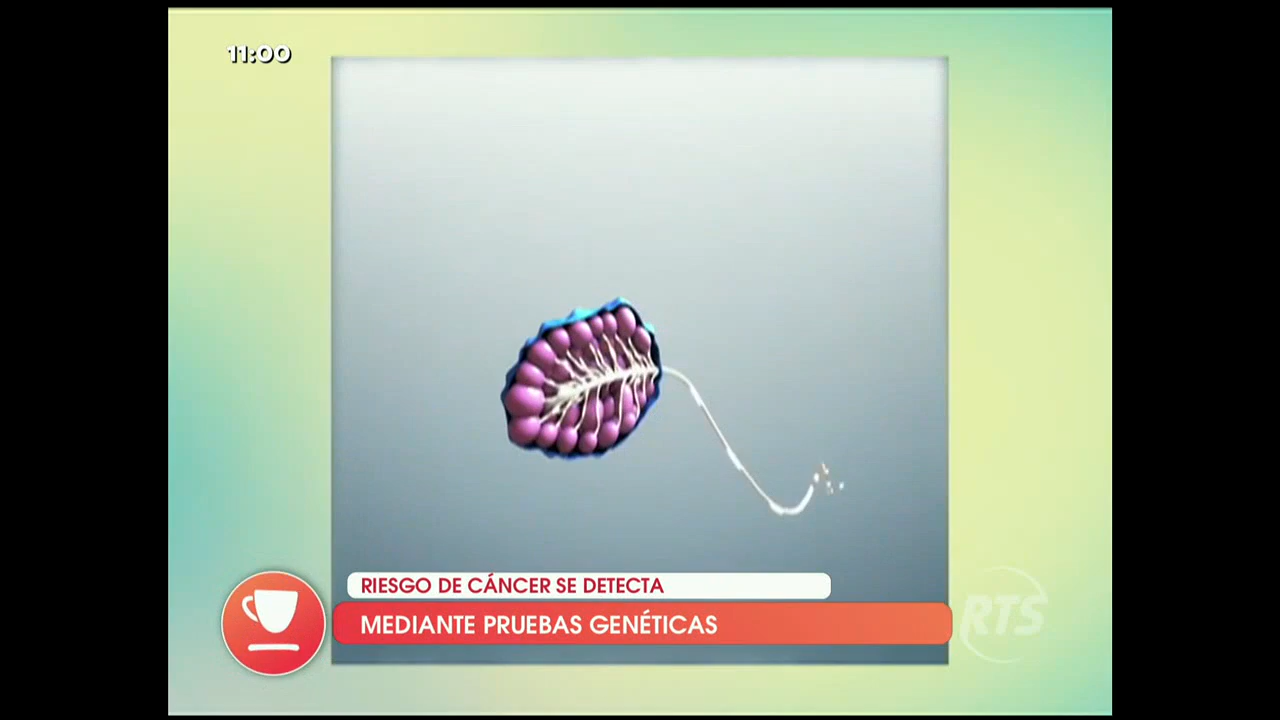 11:00
RIESGO DE CÁNCER SE DETECTA
MEDIANTE PRUEBAS GENÉTICAS
RTS